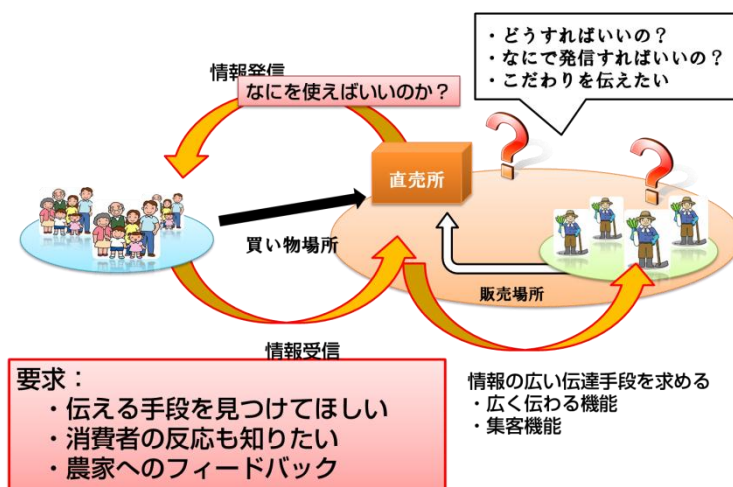 ・どうすればいいの？
・なにで発信すればいいの？
・こだわりを伝えたい
情報発信
なにを使えばいいのか？
直売所
買い物場所
販売場所
情報受信
要求：
・伝える手段を見つけてほしい
・消費者の反応も知りたい
・農家へのフィードバック
情報の広い伝達手段を求める
・広く伝わる機能
・集客機能